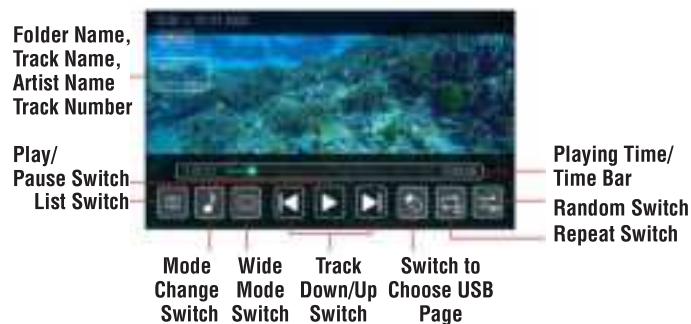 Folder Name,
Track Name,
Artist Name
Track Number
Play/
Pause Switch
List Switch
Playing Time/
Time Bar
Random Switch
Repeat Switch
Mode
Change
Switch
Wide
Mode
Switch
Track
Down/Up
Switch
Switch to
Choose USB
Page